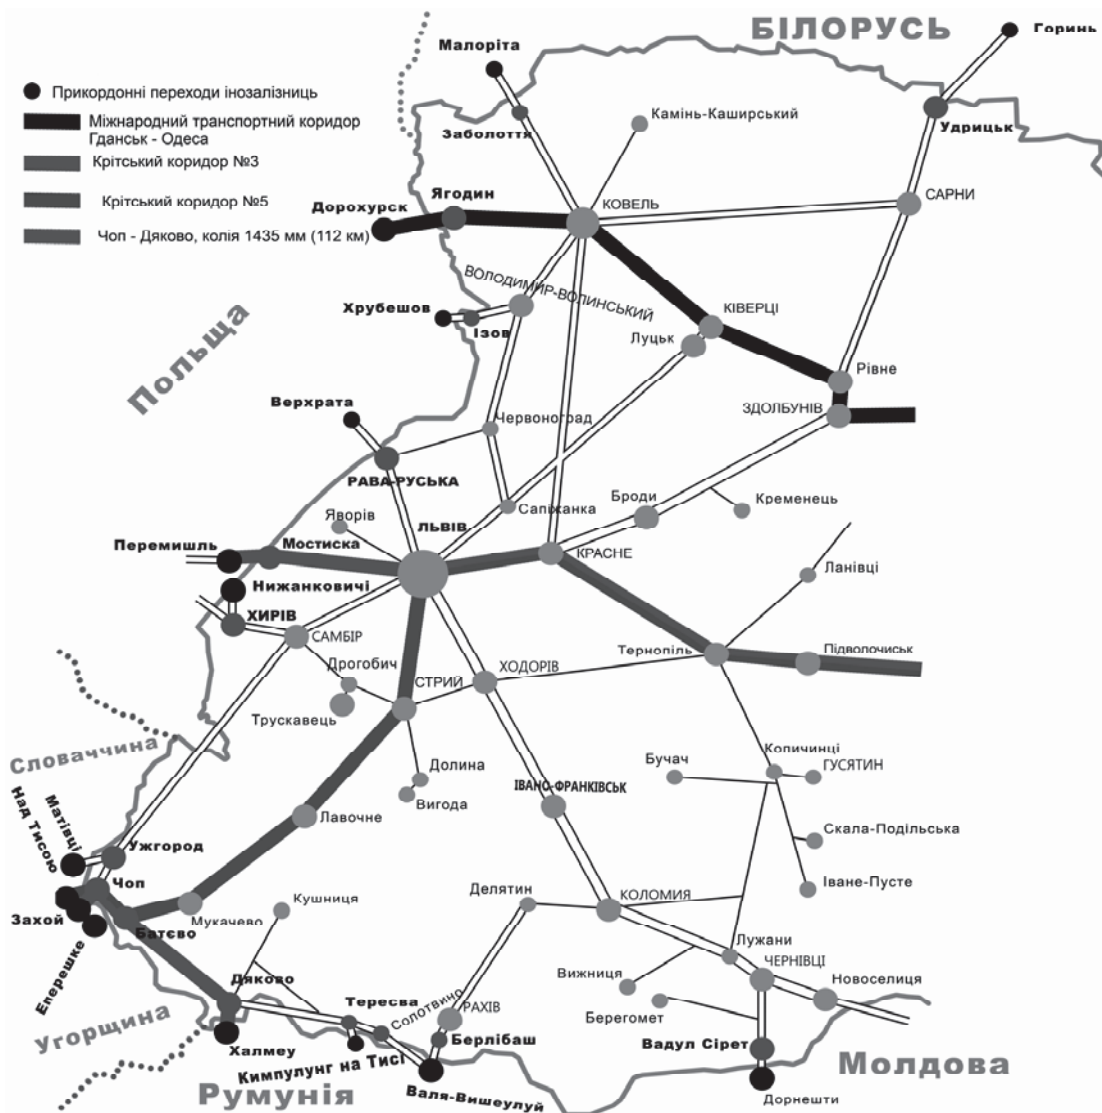 БІЛОРУСЬ
Горинь
Малоріта
Прикордонні переходи інозалізниць
Міжнародний транспортний коридор
Гданськ - Одеса
Крітський коридор №3
Крітський коридор №5
Чоп - Дяково, колія 1435 мм (112 км)
Камінь-Каширський
Заболоття
Удрицьк
Ягодин
Дорохурск
КОВЕЛЬ
САРНИ
ВОЛОДИМИР-ВОЛИНСЬКИЙ
Хрубешов
Ізов
КІВЕРЦІ
Луцьк
Польща
Рівне
ЗДОЛБУНІВ
Верхрата
Червоноград
РАВА-РУСЬКА
Броди
Кременець
Сапіжанка
Яворів
ЛЬВІВ
Перемишль
Мостиска
КРАСНЕ
Ланівці
Нижанковичі
ХИРІВ
САМБІР
Тернопіль
Підволочиськ
Дрогобич
СТРИЙ
ХОДОРІВ
Трускавець
Словаччина
Долина
Вигода
Бучач
Копичинці
ГУСЯТИН
ІВАНО-ФРАНКІВСЬК
Лавочне
Скала-Подільська
Матівці
Над Тисою
Ужгород
Чоп
Іване-Пусте
Делятин
КОЛОМИЯ
Кушниця
Захой
Мукачево
Батєво
Еперешке
Лужани
ЧЕРНІВЦІ
Вижниця
Новоселиця
Дяково
Тересва
Солотвино
РАХІВ
Берегомет
Угорщина
Халмеу
Кимпулунг на Тисі
Берлібаш
Вадул Сірет
Молдова
Румунія
Валя-Вишеулуй
Дорнешти